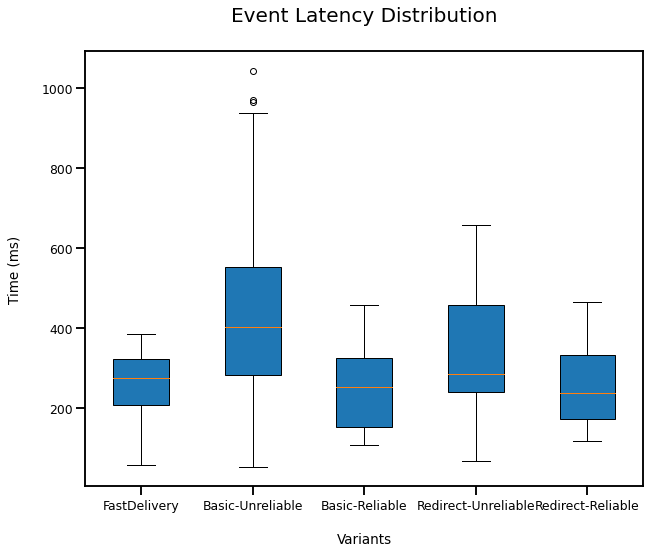 Event Latency Distribution
1000
800
600
400
200
Time (ms)
FastDelivery Basic-Unreliable Basic-Reliable Redirect-Unreliable Redirect-Reliable
Variants